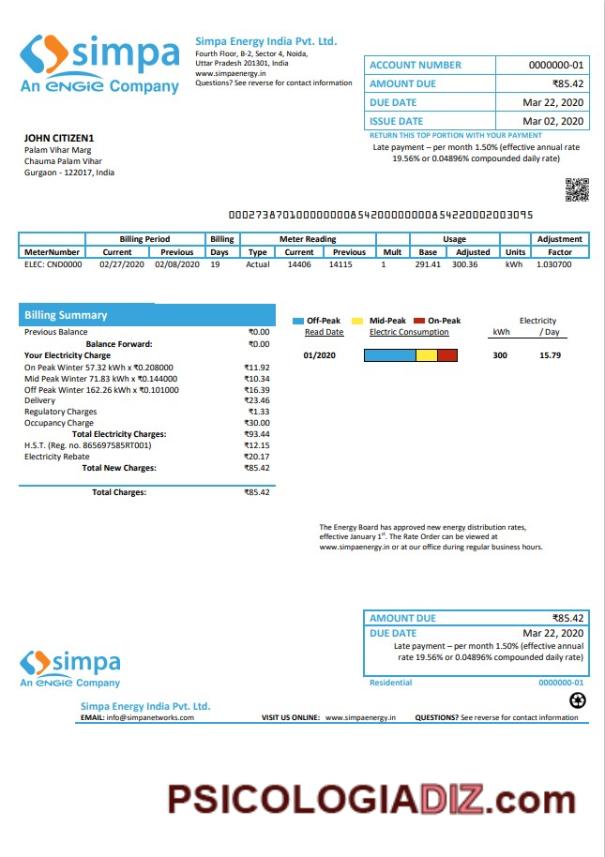 simpa
An ENGIE Company
Simpa Energy India Pvt. Ltd.
Fourth Floor, B-2, Sector 4, Noida,
Uttar Pradesh 201301, India
www.simpaenergy.in
Questions? See reverse for contact information
ACCOUNT NUMBER 0000000-01
AMOUNT DUE ₹85.42
DUE DATE Mar 22, 2020
ISSUE DATE Mar 02, 2020
RETURN THIS TOP PORTION WITH YOUR PAYMENT
Late payment – per month 1.50% (effective annual rate
19.56% or 0.04896% compounded daily rate)
JOHN CITIZEN1
Palam Vihar Marg
Chauma Palam Vihar
Gurgaon - 122017, India
000273870100000000085420000000085422000200309​5
Billing Period Billing Meter Reading Usage Adjustment
MeterNumber Current Previous Days Type Current Previous Mult Base Adjusted Units Factor
ELEC: CND0000 02/27/2020 02/08/2020 19 Actual 14406 14115 1 291.41 300.36 kWh 1.030700
Billing Summary
Previous Balance ₹0.00
Balance Forward: ₹0.00
Your Electricity Charge
On Peak Winter 57.32 kWh x ₹0.208000 ₹11.92
Mid Peak Winter 71.83 kWh x ₹0.144000 ₹10.34
Off Peak Winter 162.26 kWh x ₹0.101000 ₹16.39
Delivery ₹23.46
Regulatory Charges ₹1.33
Occupancy Charge ₹30.00
Total Electricity Charges: ₹93.44
H.S.T. (Reg. no. 865697585RT001) ₹12.15
Electricity Rebate ₹20.17
Total New Charges: ₹85.42
Total Charges: ₹85.42
Off-Peak Mid-Peak On-Peak Electricity
Read Date Electric Consumption kWh / Day
01/2020 300 15.79
The Energy Board has approved new energy distribution rates,
effective January 1st. The Rate Order can be viewed at
www.simpaenergy.in or at our office during regular business hours.
AMOUNT DUE ₹85.42
DUE DATE Mar 22, 2020
Late payment – per month 1.50% (effective annual
rate 19.56% or 0.04896% compounded daily rate)
Residential 0000000-01
simpa
An ENGIE Company
Simpa Energy India Pvt. Ltd.
EMAIL: info@simpanetworks.com VISIT US ONLINE: www.simpaenergy.in QUESTIONS? See reverse for contact information
PSICOLOGIADIZ.com